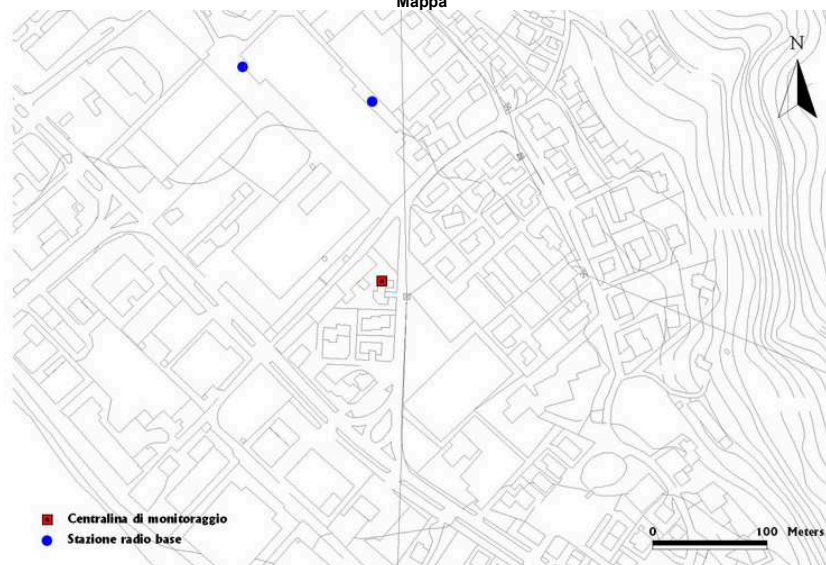 Mappa
N
Centralina di monitoraggio
Stazione radio base
0 100 Meters